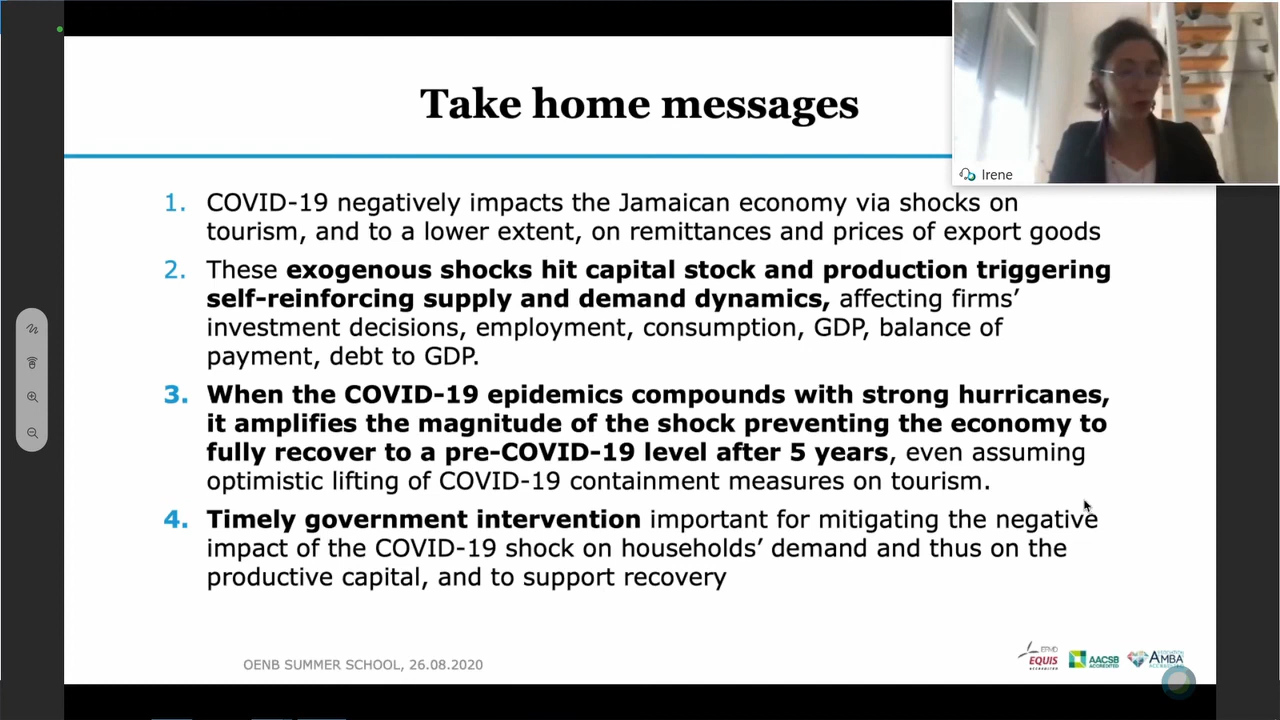 Take home messages
Irene
1. COVID-19 negatively impacts the Jamaican economy via shocks on
tourism, and to a lower extent, on remittances and prices of export goods
2. These exogenous shocks hit capital stock and production triggering
self-reinforcing supply and demand dynamics, affecting firms’
investment decisions, employment, consumption, GDP, balance of
payment, debt to GDP.
3. When the COVID-19 epidemics compounds with strong hurricanes,
it amplifies the magnitude of the shock preventing the economy to
fully recover to a pre-COVID-19 level after 5 years, even assuming
optimistic lifting of COVID-19 containment measures on tourism.
4. Timely government intervention important for mitigating the negative
impact of the COVID-19 shock on households’ demand and thus on the
productive capital, and to support recovery
OENB SUMMER SCHOOL, 26.08.2020
EFMD
EQUIS
ACCREDITED
AACSB
ACCREDITED
ASSOCIATION
AMBA
ACCREDITED